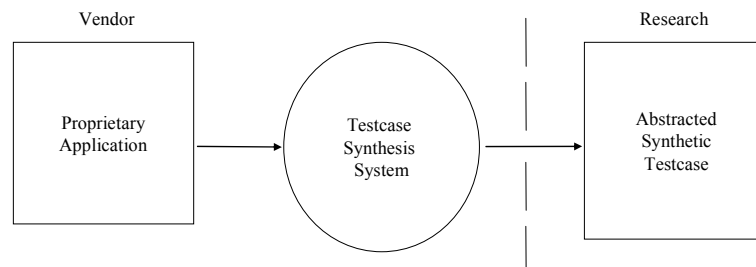 Vendor
Research
Proprietary
Application
Testcase
Synthesis
System
Abstracted
Synthetic
Testcase